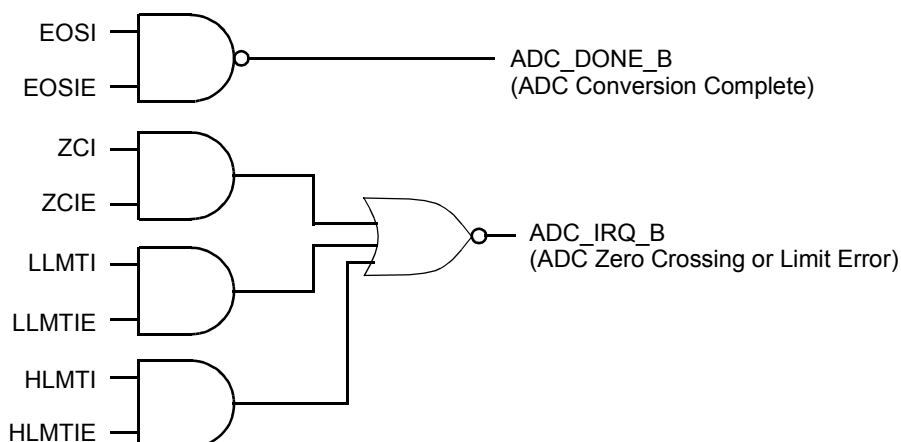 EOSI
EOSIE
ADC_DONE_B
(ADC Conversion Complete)
ZCI
ZCIE
LLMTI
LLMTIE
ADC_IRQ_B
(ADC Zero Crossing or Limit Error)
HLMTI
HLMTIE